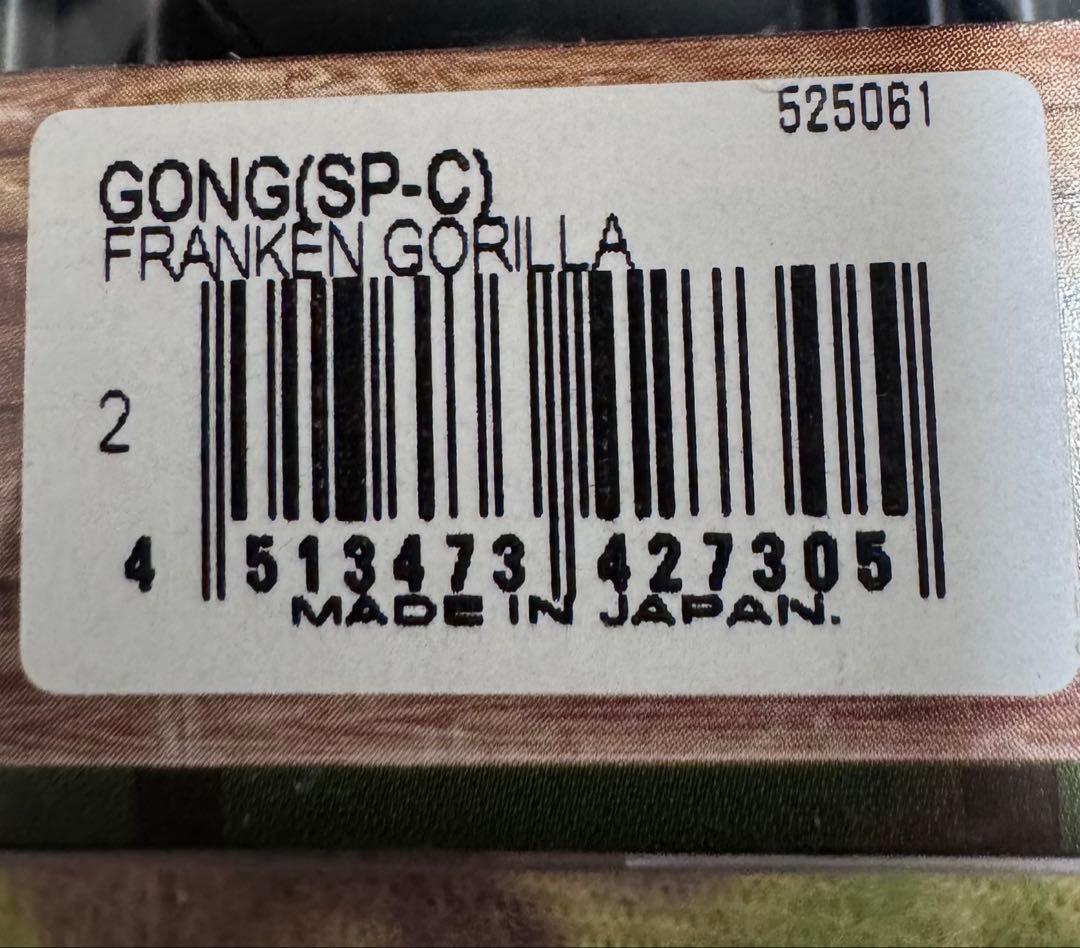 525061
GONG(SP-C)
FRANKEN GORILLA
2
4 513473 427305
MADE IN JAPAN.